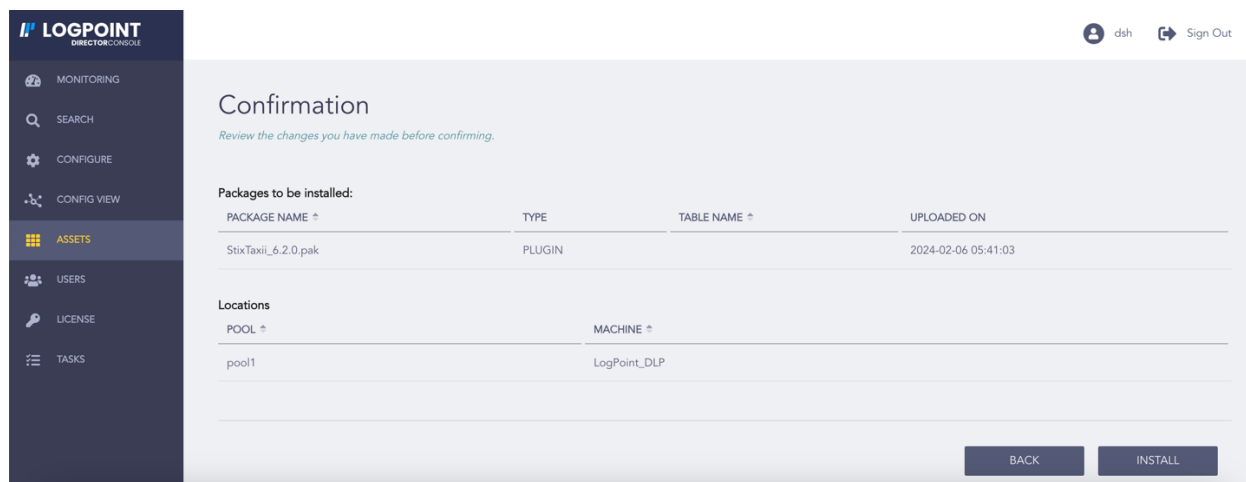 LOGPOINT
DIRECTORCONSOLE
dsh Sign Out
MONITORING
SEARCH
CONFIGURE
CONFIG VIEW
ASSETS
USERS
LICENSE
TASKS
Confirmation
Review the changes you have made before confirming.
Packages to be installed:
PACKAGE NAME TYPE TABLE NAME UPLOADED ON
StixTaxii_6.2.0.pak PLUGIN 2024-02-06 05:41:03
Locations
POOL MACHINE
pool1 LogPoint_DLP
BACK INSTALL